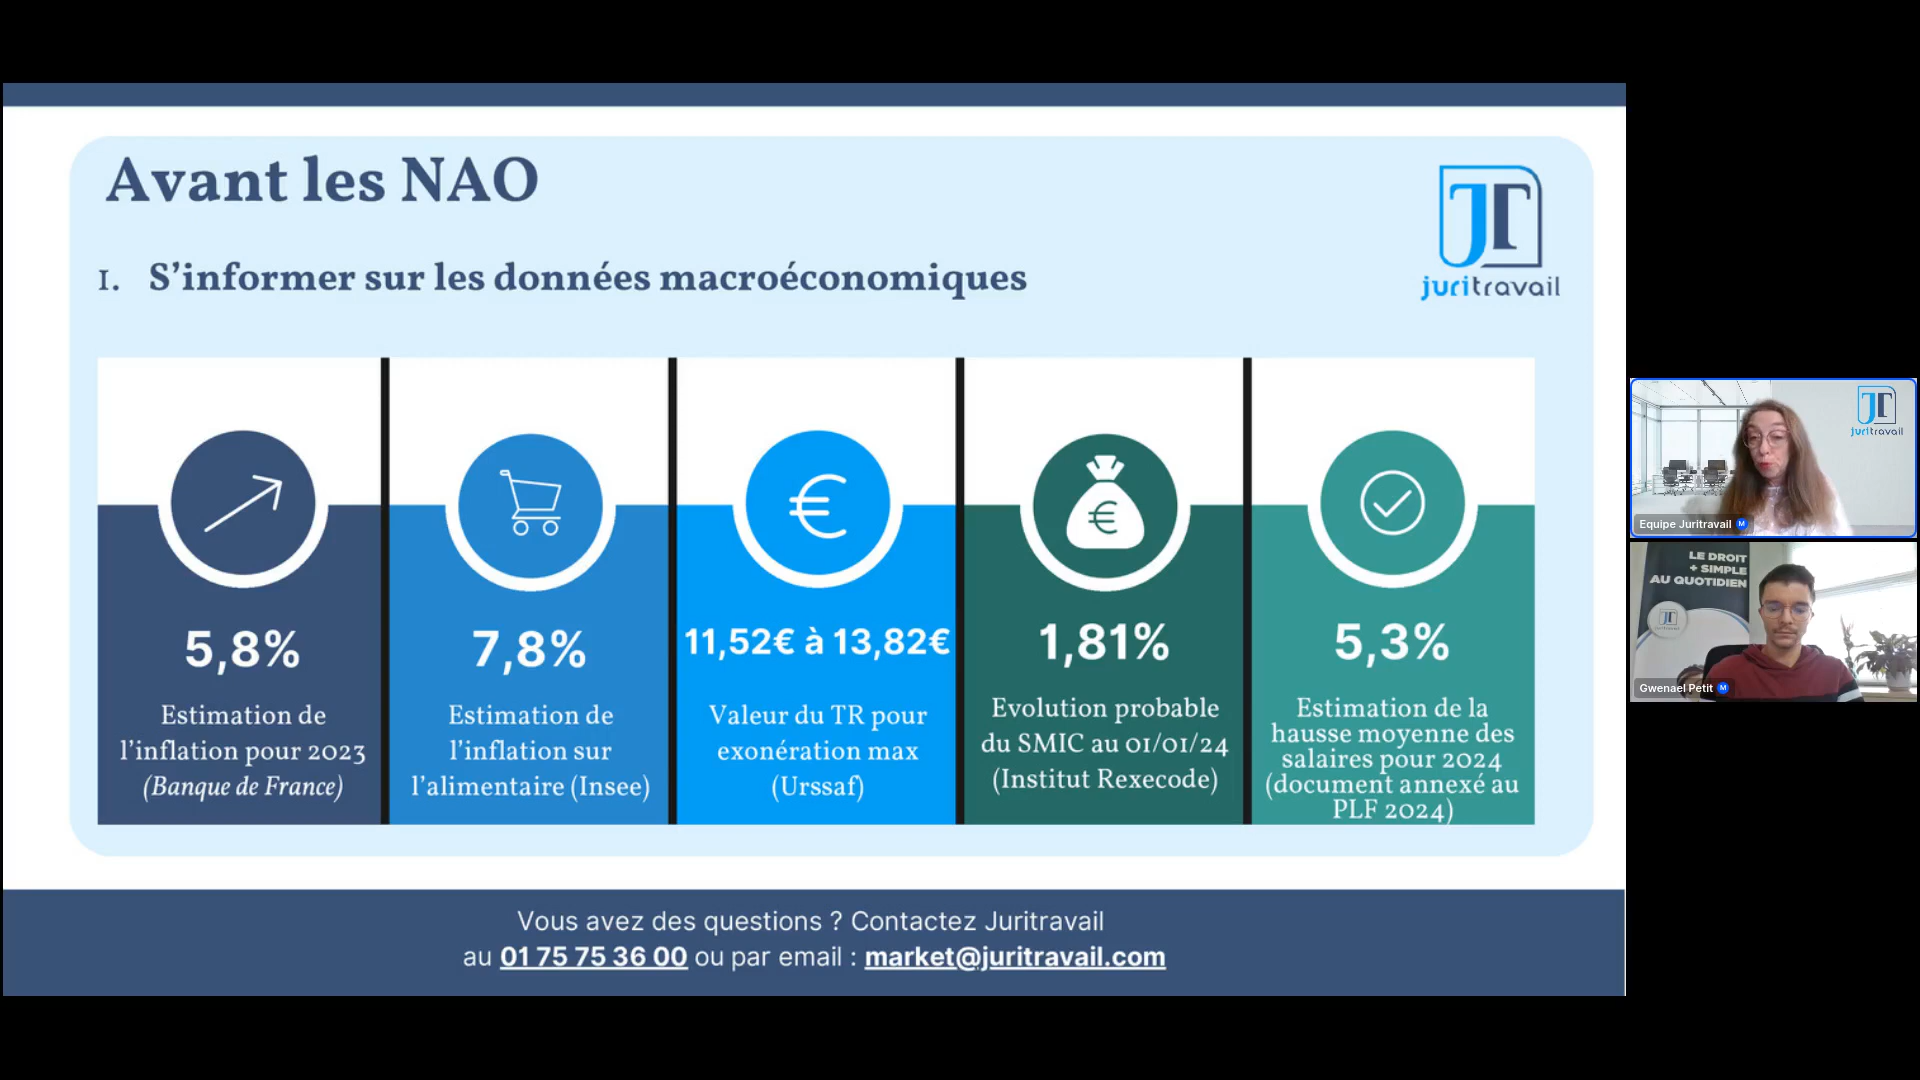 Avant les NAO
I. S'informer sur les données macroéconomiques
JT
juritravail
5,8%
Estimation de
l'inflation pour 2023
(Banque de France)
7,8%
Estimation de
l'inflation sur
l'alimentaire (Insee)
11,52€ à 13,82€
Valeur du TR pour
exonération max
(Urssaf)
1,81%
Evolution probable
du SMIC au 01/01/24
(Institut Rexecode)
5,3%
Estimation de la
hausse moyenne des
salaires pour 2024
(document annexé au
PLF 2024)
Vous avez des questions ? Contactez Juritravail
au 01 75 75 36 00 ou par email : market@juritravail.com
JT
juritravail
Equipe Juritravail M
LE DROIT
+ SIMPLE
AU QUOTIDIEN
JT
Gwenael Petit M